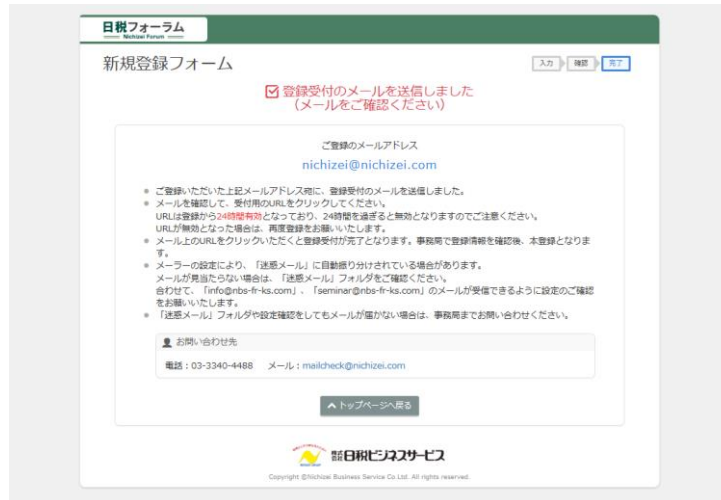 日税フォーラム
Nichizei Forum
新規登録フォーム
入力 確認 完了
登録受付のメールを送信しました
(メールをご確認ください)
ご登録のメールアドレス
nichizei@nichizei.com
ご登録いただいた上記メールアドレス宛に、登録受付のメールを送信しました。
メールを確認して、受付用のURLをクリックしてください。
URLは登録から24時間有効となっており、24時間を過ぎると無効となりますのでご注意ください。
URLが無効となった場合は、再度登録をお願いいたします。
メール上のURLをクリックいただくと登録受付が完了となります。事務局で登録情報を確認後、本登録となりま
す。
メーラーの設定により、「迷惑メール」に自動振り分けされている場合があります。
メールが見当たらない場合は、「迷惑メール」フォルダをご確認ください。
合わせて、「info@nbs-fr-ks.com」、「seminar@nbs-fr-ks.com」のメールが受信できるように設定のご確認
をお願いいたします。
「迷惑メール」フォルダや設定確認をしてもメールが届かない場合は、事務局までお問い合わせください。
お問い合わせ先
電話:03-3340-4488 メール:mailcheck@nichizei.com
トップページへ戻る
株式会社日税ビジネスサービス
Copyright ©Nichizei Business Service Co.Ltd. All rights reserved.